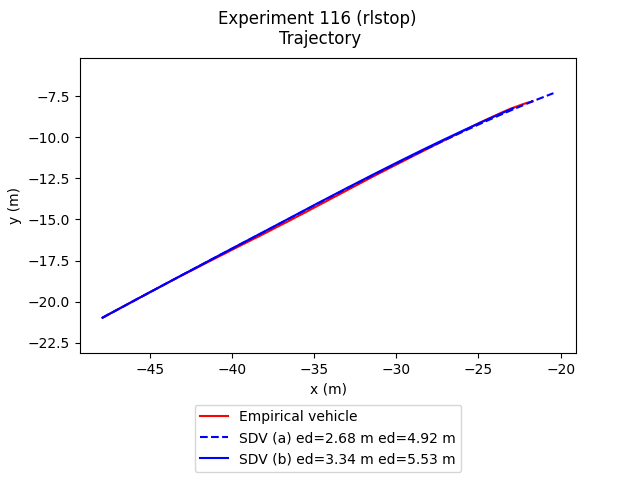 Experiment 116 (rlstop)
Trajectory
−7.5
−10.0
−12.5
−15.0
−17.5
−20.0
−22.5
y (m)
−45
−40
−35
−30
−25
−20
x (m)
Empirical vehicle
SDV (a) ed=2.68 m ed=4.92 m
SDV (b) ed=3.34 m ed=5.53 m